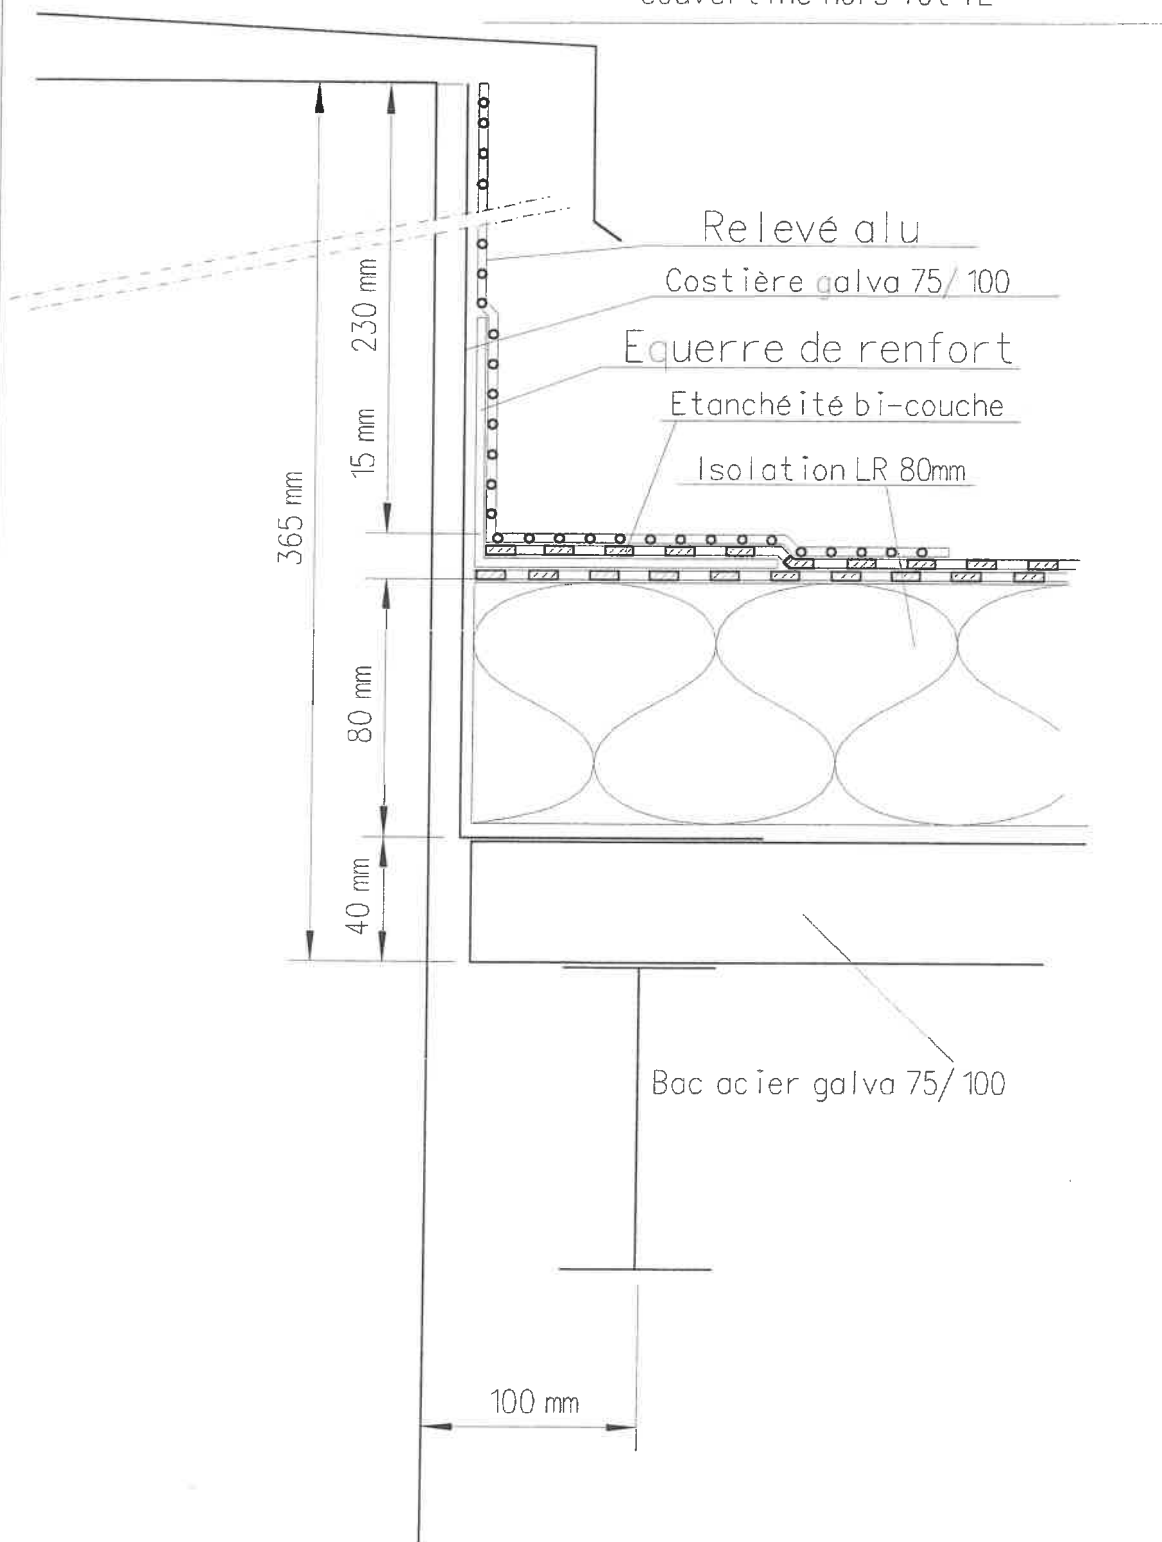 Relevé alu
Costière galva 75/100
Equerre de renfort
Etanchéité bi-couche
Isolation LR 80mm
230 mm
15 mm
365 mm
80 mm
40 mm
Bac acier galva 75/100
100 mm